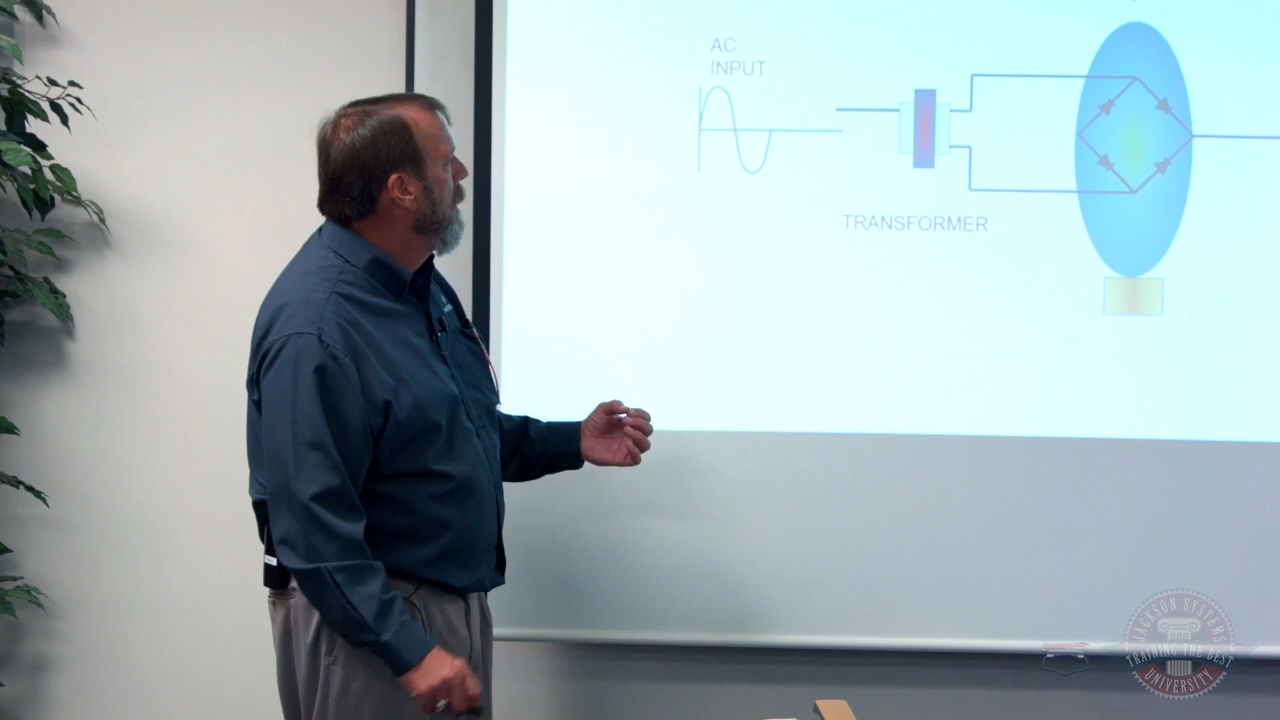 AC
INPUT
TRANSFORMER
JACKSON SYSTEMS
TRAINING THE BEST
UNIVERSITY